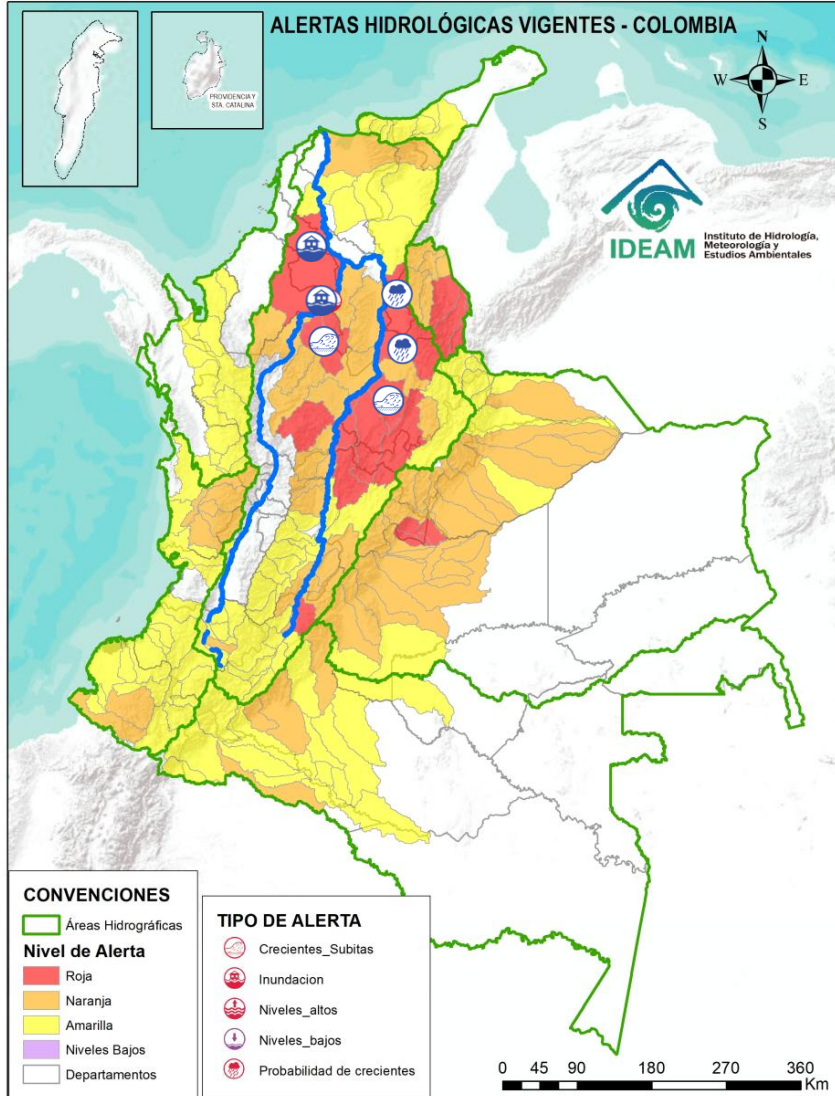 ALERTAS HIDROLÓGICAS VIGENTES - COLOMBIA
PROVIDENCIA Y
STA. CATALINA
N
W
E
S
IDEAM
Instituto de Hidrología,
Meteorología y
Estudios Ambientales
CONVENCIONES
Áreas Hidrográficas
Nivel de Alerta
Roja
Naranja
Amarilla
Niveles Bajos
Departamentos
TIPO DE ALERTA
Crecientes_Subitas
Inundacion
Niveles_altos
Niveles_bajos
Probabilidad de crecientes
0 45 90 180 270 360
Km